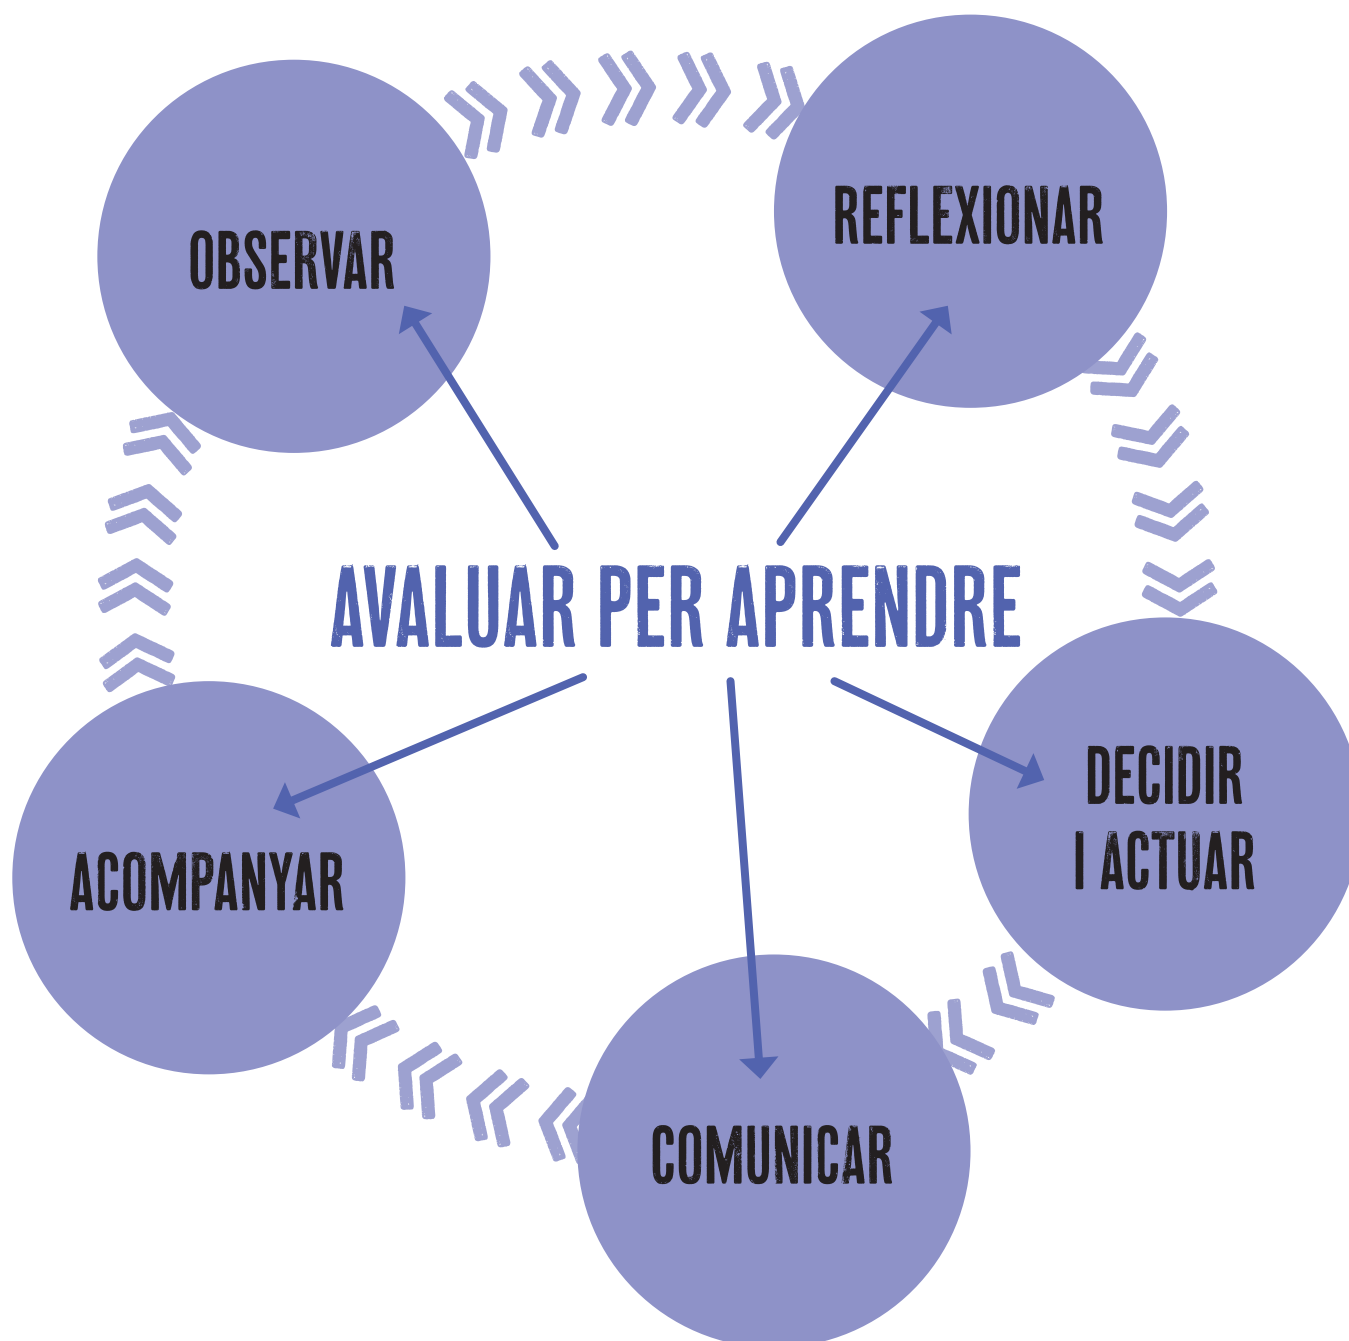 OBSERVAR
REFLEXIONAR
AVALUAR PER APRENDRE
DECIDIR
I ACTUAR
ACOMPANYAR
COMUNICAR